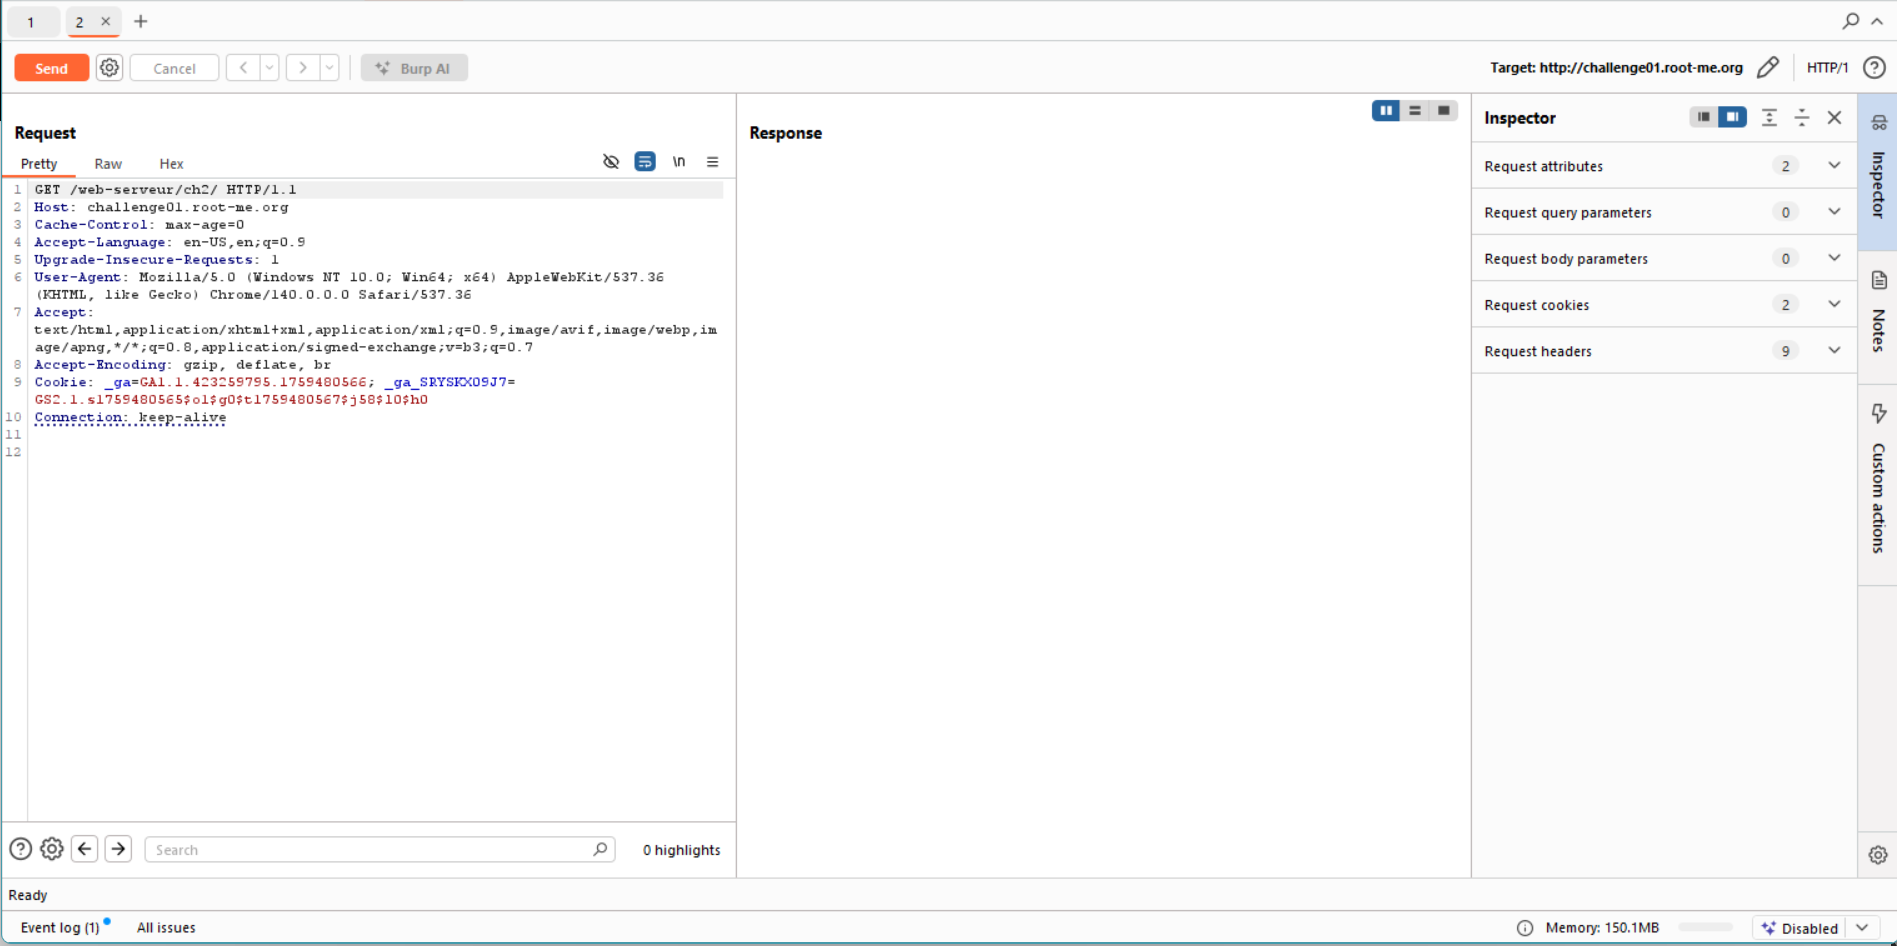 1
2
Send
Cancel
Burp AI
Target: http://challenge01.root-me.org
HTTP/1
Request
Pretty
Raw
Hex
\n
1 GET /web-serveur/ch2/ HTTP/1.1
2 Host: challenge01.root-me.org
3 Cache-Control: max-age=0
4 Accept-Language: en-US,en;q=0.9
5 Upgrade-Insecure-Requests: 1
6 User-Agent: Mozilla/5.0 (Windows NT 10.0; Win64; x64) AppleWebKit/537.36
(KHTML, like Gecko) Chrome/140.0.0.0 Safari/537.36
7 Accept:
text/html,application/xhtml+xml,application/xml;q=0.9,image/avif,image/webp,im
age/apng,*/*;q=0.8,application/signed-exchange;v=b3;q=0.7
8 Accept-Encoding: gzip, deflate, br
9 Cookie: _ga=GA1.1.423259795.1759480566; _ga_SRYSKX09J7=
GS2.1.s1759480565$o1$g0$t1759480567$j58$l0$h0
10 Connection: keep-alive
11
12
Search
0 highlights
Response
Inspector
Request attributes 2
Request query parameters 0
Request body parameters 0
Request cookies 2
Request headers 9
Inspector
Notes
Custom actions
Ready
Event log (1)
All issues
Memory: 150.1MB
Disabled